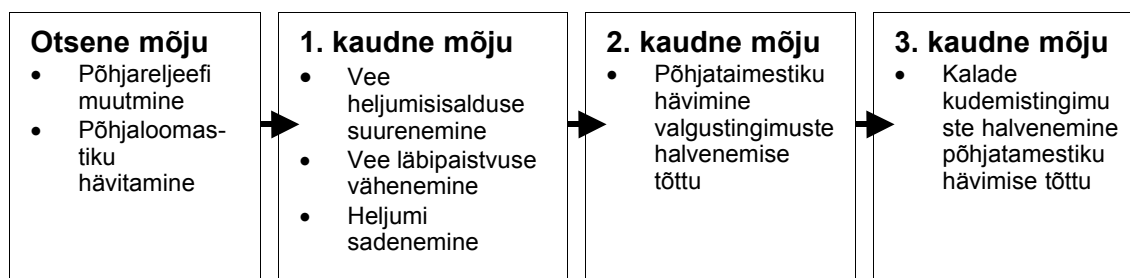 Otsene mõju
• Põhjareljeefi
muutmine
• Põhjaloomas-
tiku
hävitamine
1. kaudne mõju
• Vee
heljumisisalduse
suurenemine
• Vee läbipaistvuse
vähenemine
• Heljumi
sadenemine
2. kaudne mõju
• Põhjataimestiku
hävimine
valgustingimuste
halvenemise
tõttu
3. kaudne mõju
• Kalade
kudemistingimu
ste halvenemine
põhjatamestiku
hävimise tõttu